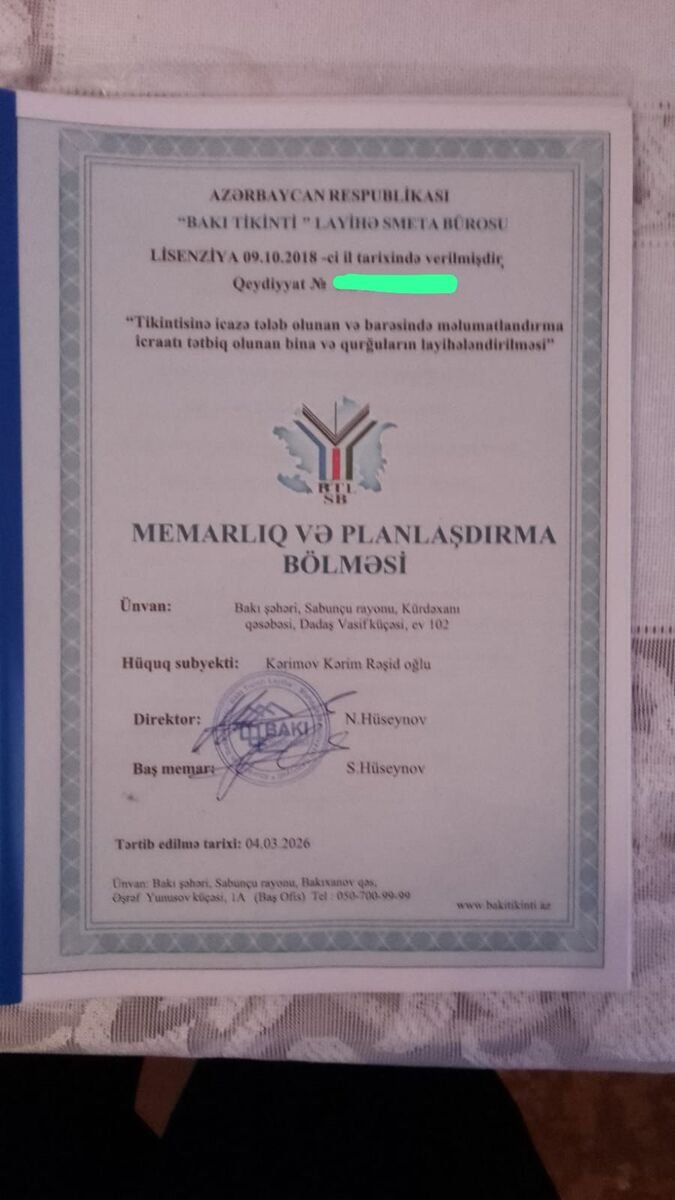 AZƏRBAYCAN RESPUBLİKASI
“BAKI TİKİNTİ ” LAYİHƏ SMETA BÜROSU
LİSENZİYA 09.10.2018 -ci il tarixində verilmişdir,
Qeydiyyat №
“Tikintisinə icazə tələb olunan və barəsində məlumatlandırma
icraatı tətbiq olunan bina və qurğuların layihələndirilməsi”
BTL
SB
MEMARLIQ VƏ PLANLAŞDIRMA
BÖLMƏSİ
Ünvan: Bakı şəhəri, Sabunçu rayonu, Kürdəxanı
qəsəbəsi, Dadaş Vasif küçəsi, ev 102
Hüquq subyekti: Kərimov Kərim Rəşid oğlu
Direktor: N.Hüseynov
BAKI
Baş memar: S.Hüseynov
Tərtib edilmə tarixi: 04.03.2026
Ünvan: Bakı şəhəri, Sabunçu rayonu, Bakıxanov qəs,
Əşrəf Yunusov küçəsi, 1A (Baş Ofis) Tel : 050-700-99-99
www.bakitikinti.az